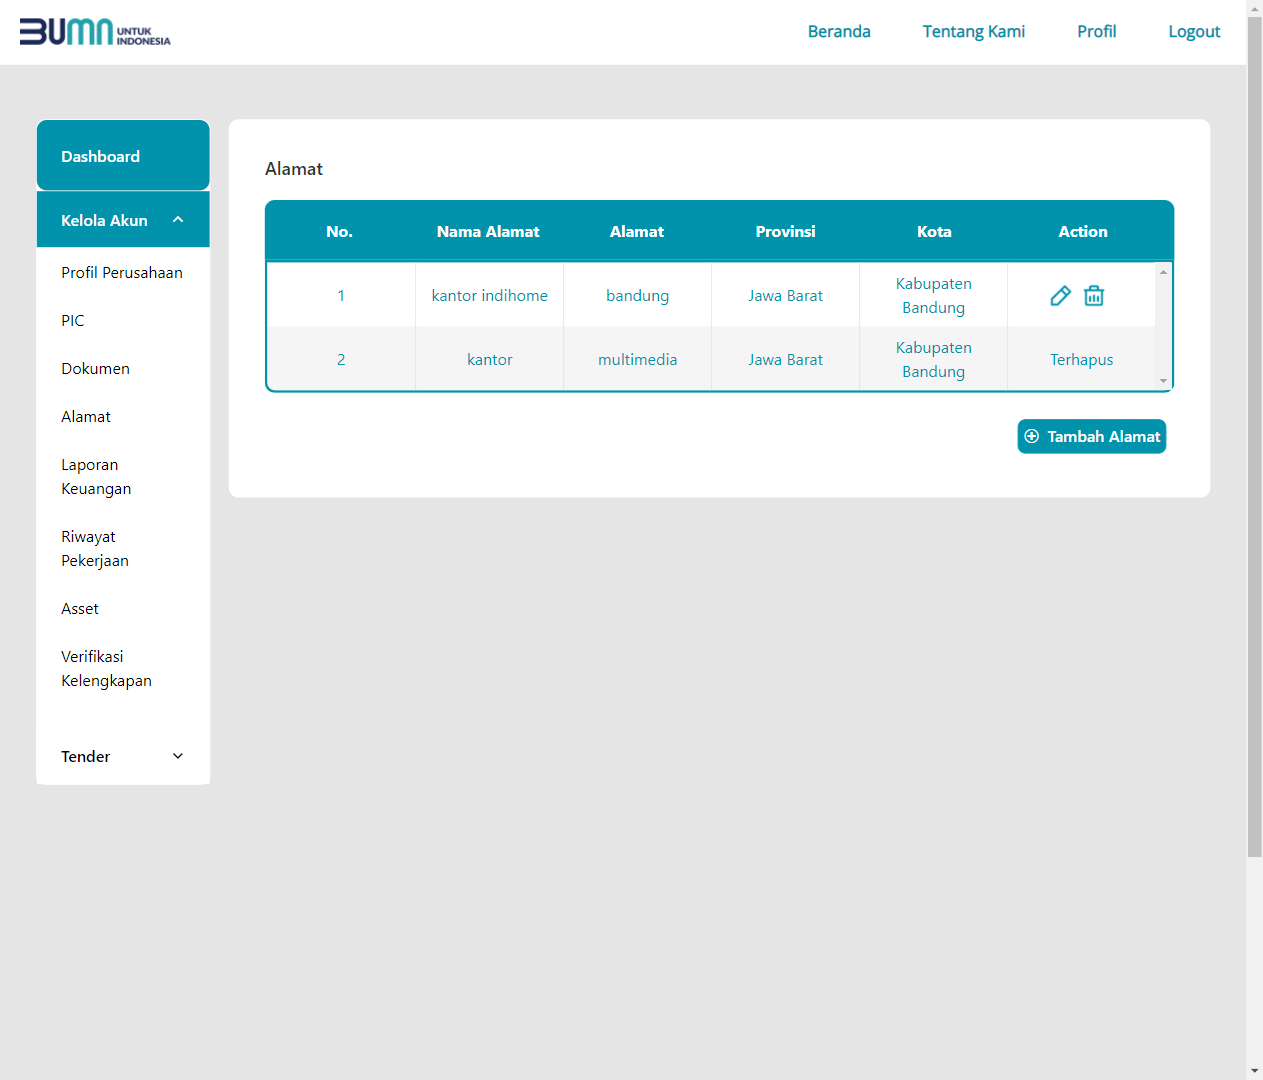 BUMN UNTUK INDONESIA
Beranda
Tentang Kami
Profil
Logout
Dashboard
Kelola Akun
Profil Perusahaan
PIC
Dokumen
Alamat
Laporan
Keuangan
Riwayat
Pekerjaan
Asset
Verifikasi
Kelengkapan
Tender
Alamat
No. Nama Alamat Alamat Provinsi Kota Action
1 kantor indihome bandung Jawa Barat Kabupaten Bandung
2 kantor multimedia Jawa Barat Kabupaten Bandung Terhapus
Tambah Alamat